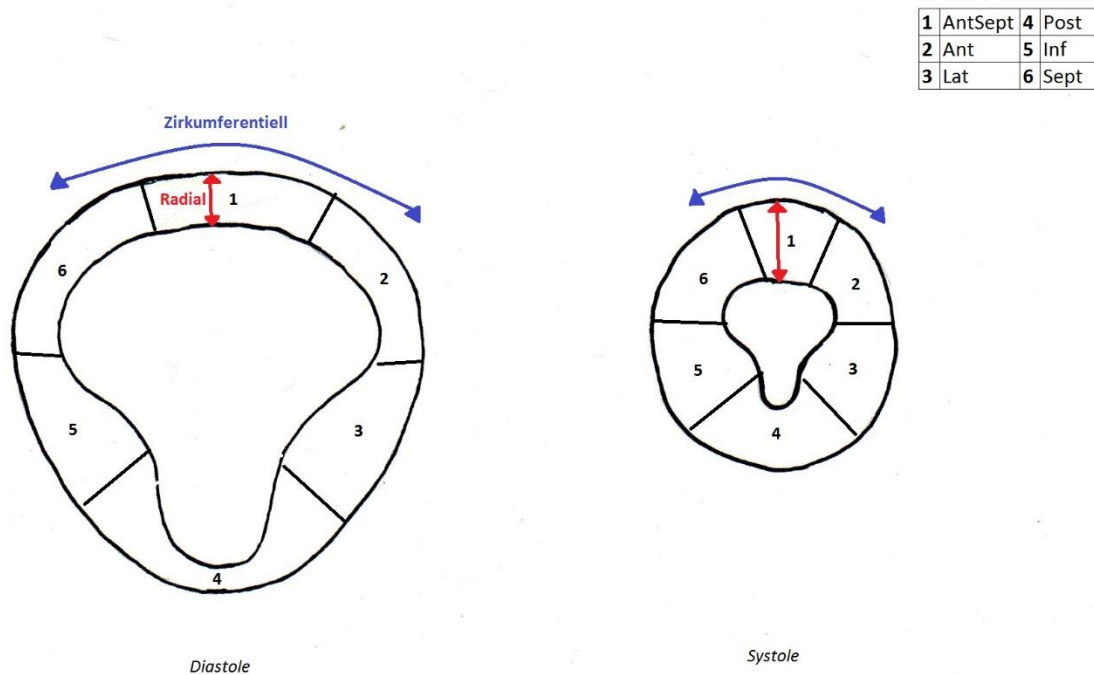 1 AntSept 4 Post
2 Ant 5 Inf
3 Lat 6 Sept
Zirkumferentiell
Radial 1
6
2
5
3
4
1
6
2
5
3
4
Diastole
Systole